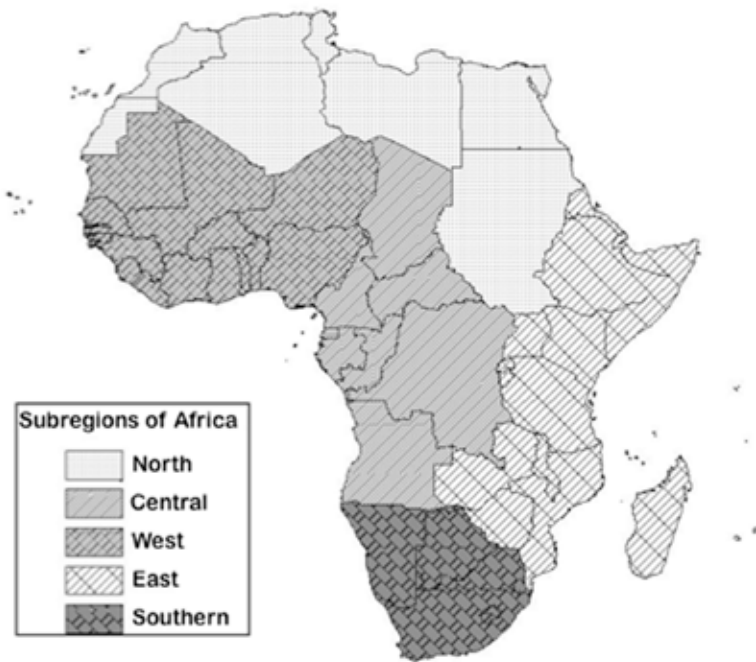 Subregions of Africa
North
Central
West
East
Southern